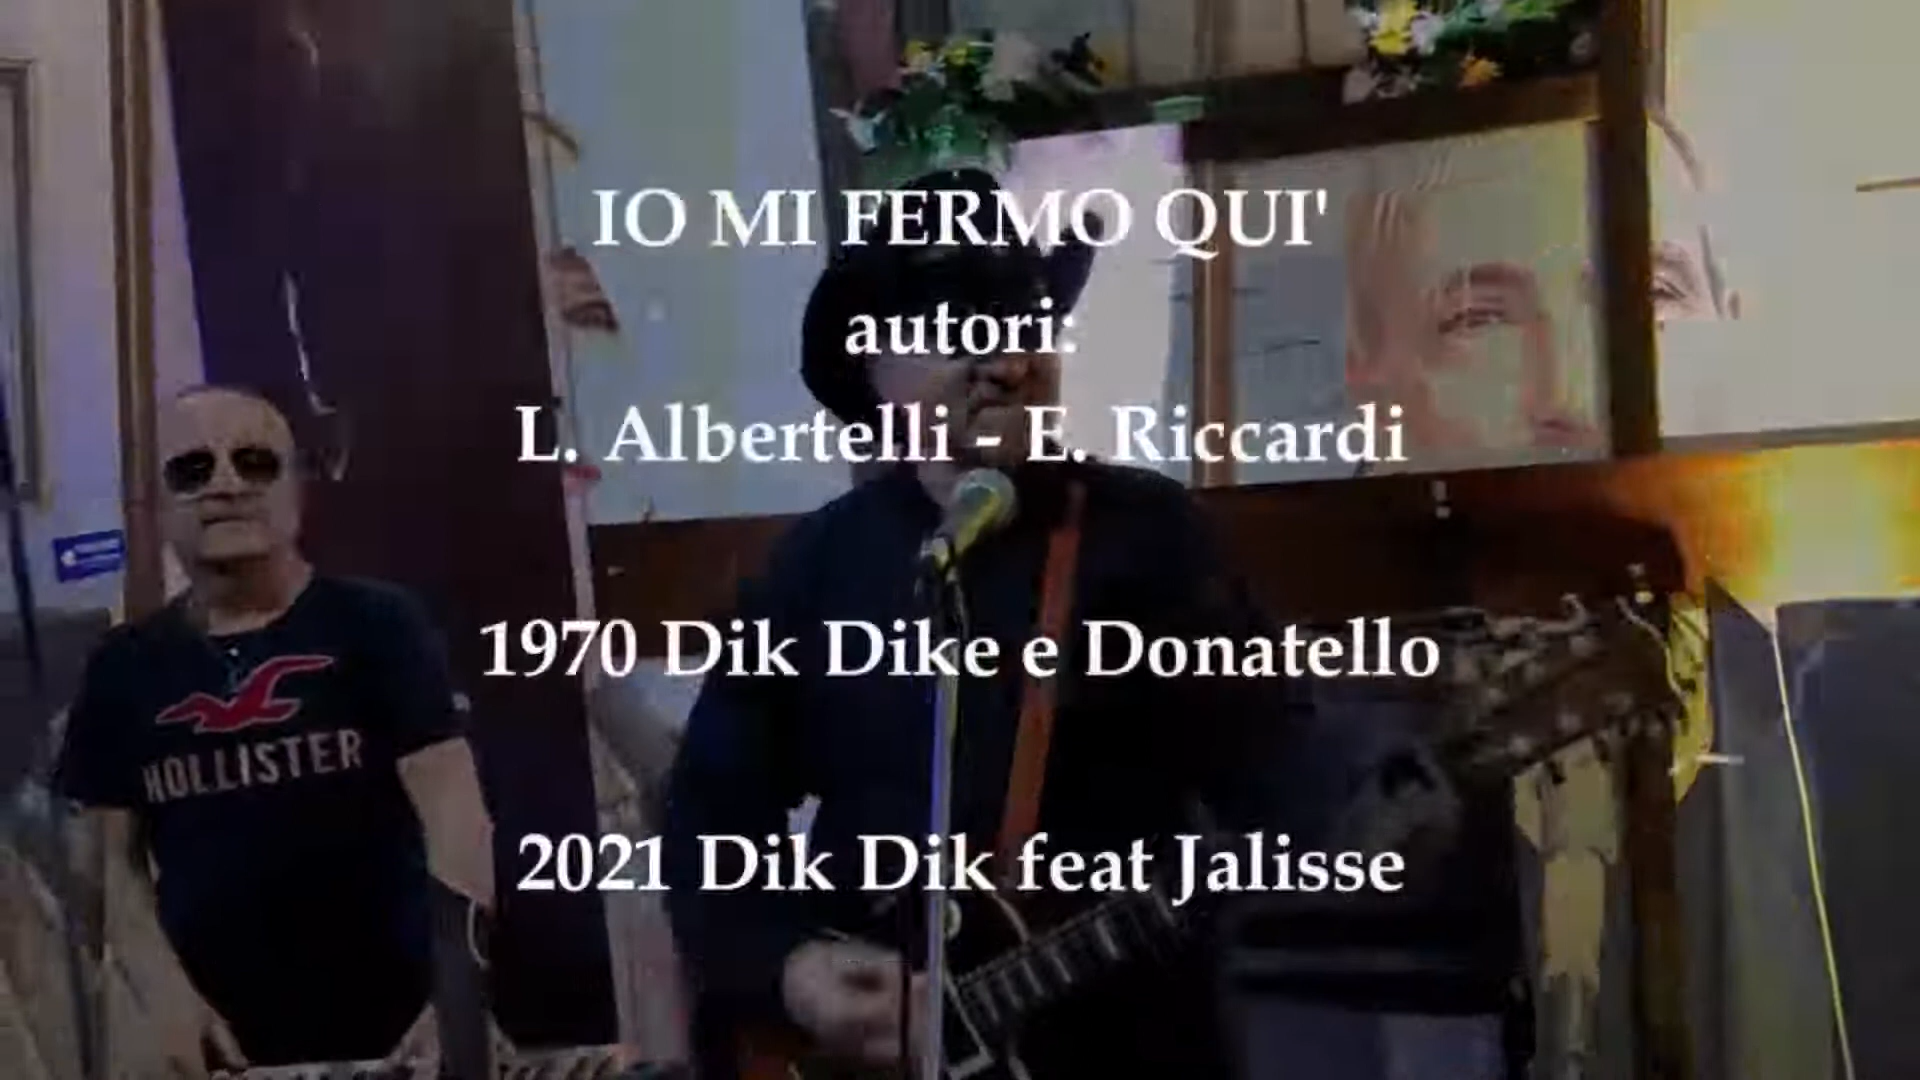 IO MI FERMO QUI'
autori:
L. Albertelli - E. Riccardi
1970 Dik Dike e Donatello
2021 Dik Dik feat Jalisse
HOLLISTER